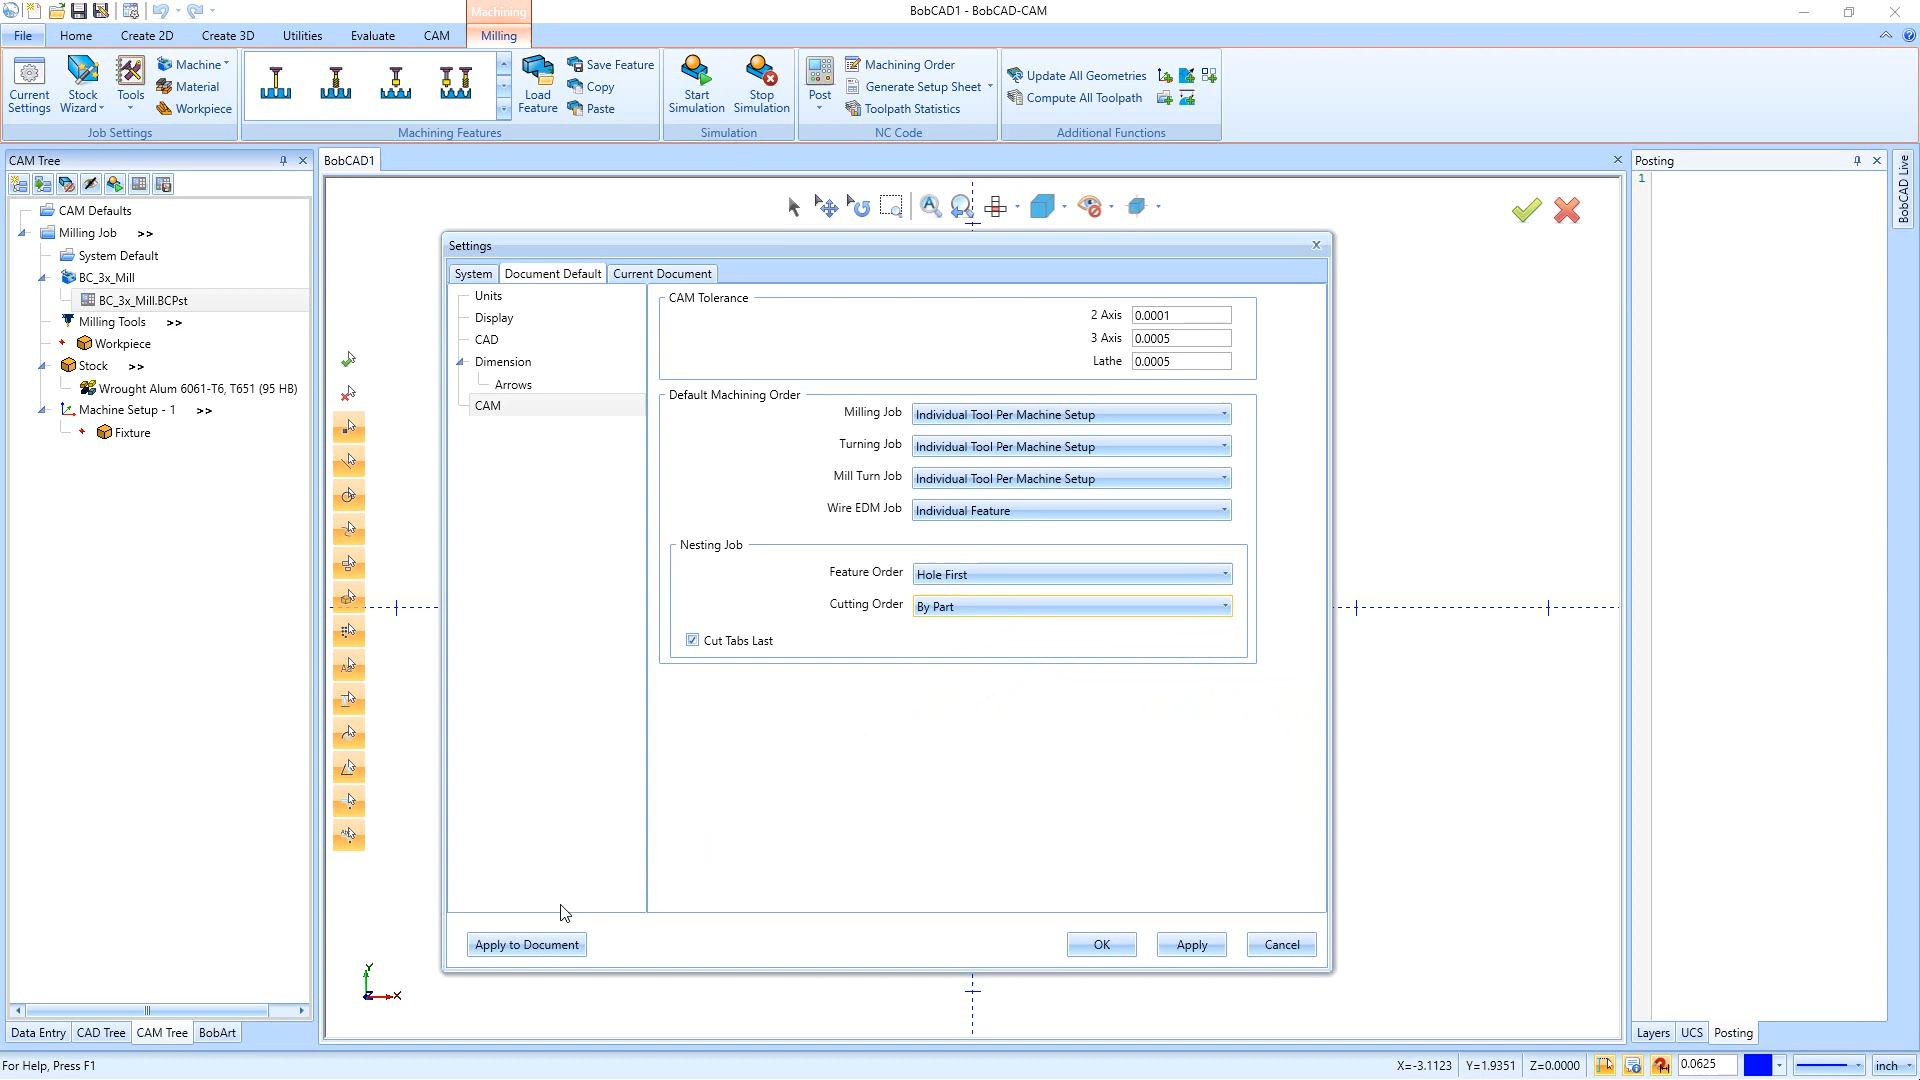 Machining
BobCAD1 - BobCAD-CAM
File
Home
Create 2D
Create 3D
Utilities
Evaluate
CAM
Milling
Current Settings
Stock Wizard
Tools
Machine
Material
Workpiece
Job Settings
Machining Features
Load Feature
Save Feature
Copy
Paste
Start Simulation
Stop Simulation
Simulation
Post
Machining Order
Generate Setup Sheet
Toolpath Statistics
NC Code
Update All Geometries
Compute All Toolpath
Additional Functions
CAM Tree
BobCAD1
Posting
BobCAD Live
1
CAM Defaults
Milling Job >>
System Default
BC_3x_Mill
BC_3x_Mill.BCPst
Milling Tools >>
Workpiece
Stock >>
Wrought Alum 6061-T6, T651 (95 HB)
Machine Setup - 1 >>
Fixture
Settings
System
Document Default
Current Document
Units
Display
CAD
Dimension
Arrows
CAM
CAM Tolerance
2 Axis 0.0001
3 Axis 0.0005
Lathe 0.0005
Default Machining Order
Milling Job Individual Tool Per Machine Setup
Turning Job Individual Tool Per Machine Setup
Mill Turn Job Individual Tool Per Machine Setup
Wire EDM Job Individual Feature
Nesting Job
Feature Order Hole First
Cutting Order By Part
Cut Tabs Last
Apply to Document
OK
Apply
Cancel
Y
X
Z
Data Entry
CAD Tree
CAM Tree
BobArt
Layers
UCS
Posting
For Help, Press F1
X=-3.1123
Y=1.9351
Z=0.0000
0.0625
inch